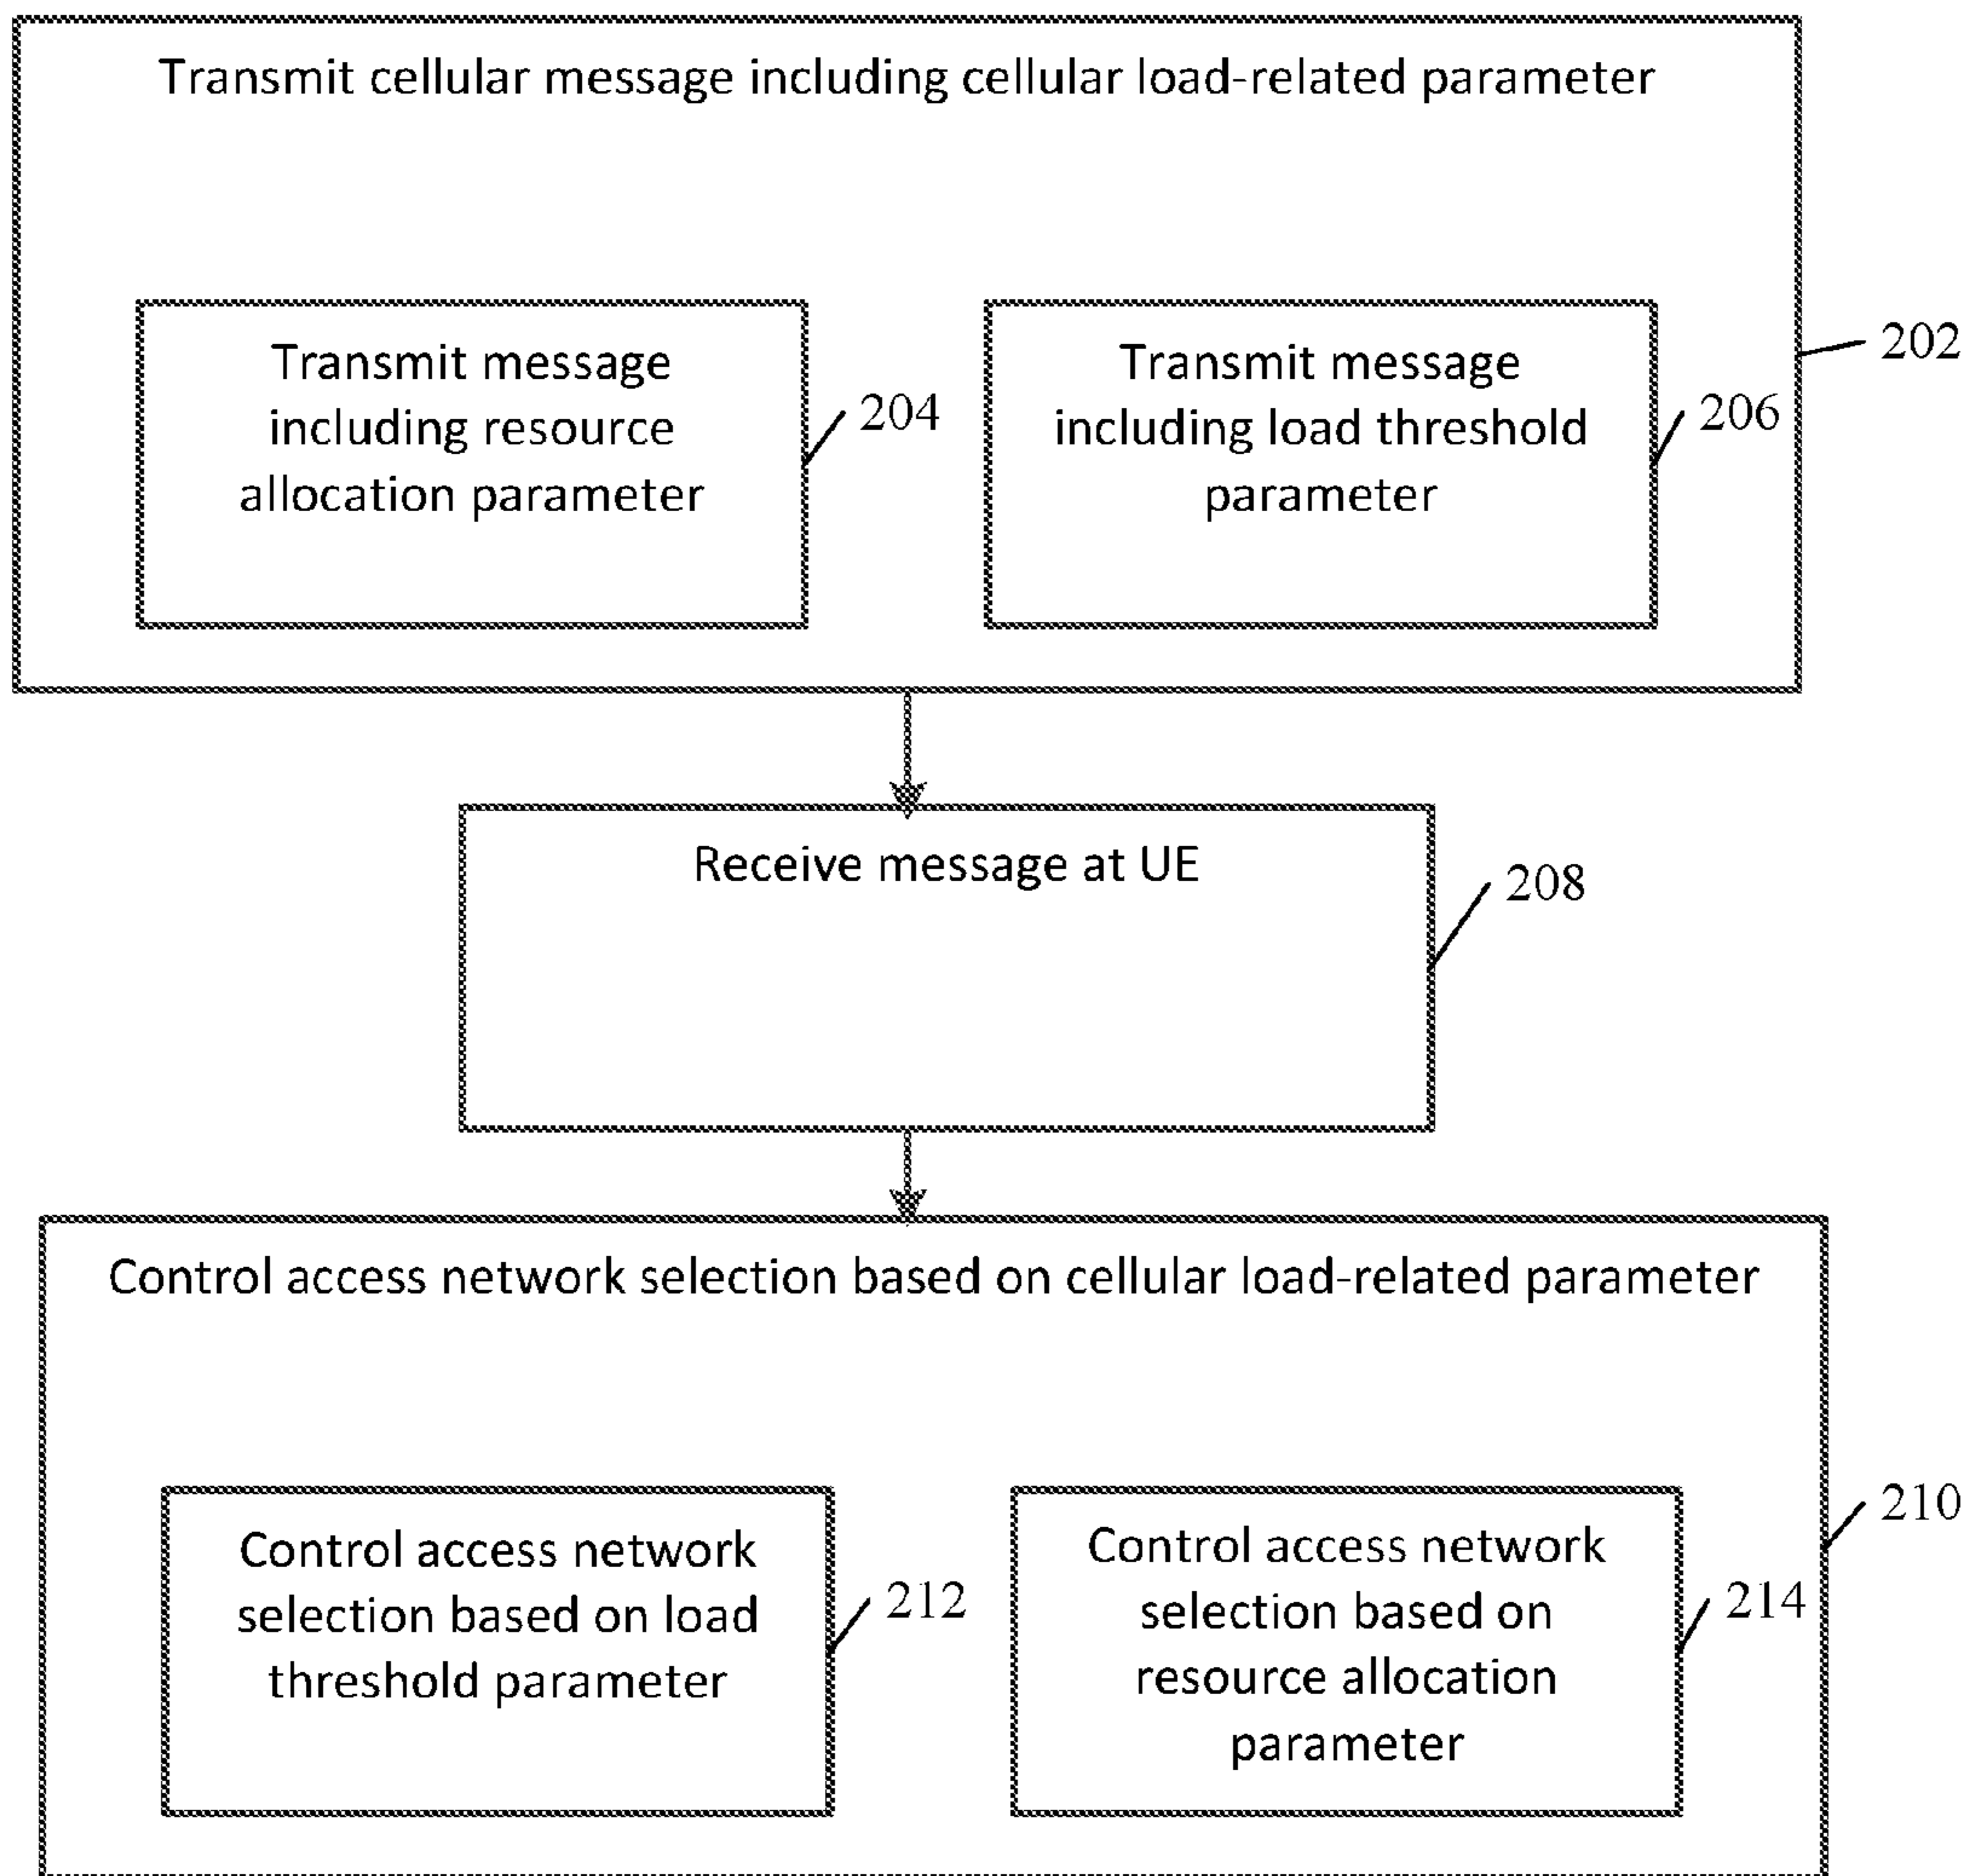 Transmit cellular message including cellular load-related parameter
Transmit message
including resource
allocation parameter
204
Transmit message
including load threshold
parameter
206
202
Receive message at UE
208
Control access network selection based on cellular load-related parameter
Control access network
selection based on load
threshold parameter
212
Control access network
selection based on
resource allocation
parameter
214
210